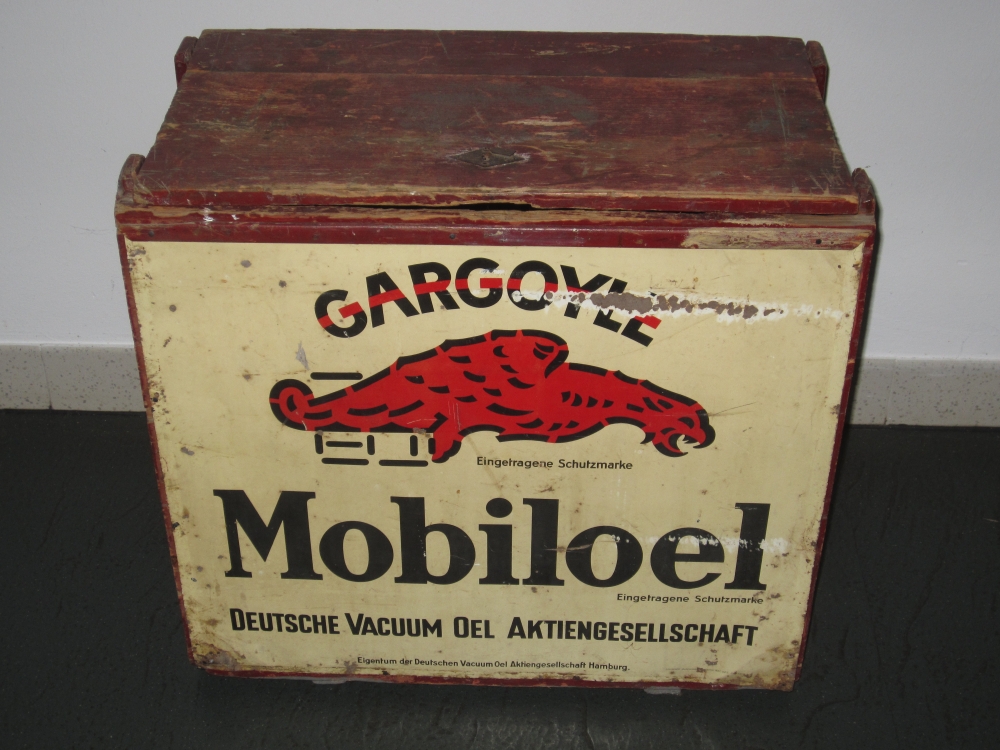 GARGOYLE
Eingetragene Schutzmarke
Mobiloel
Eingetragene Schutzmarke
DEUTSCHE VACUUM OEL AKTIENGESELLSCHAFT
Eigentum der Deutschen Vacuum Oel Aktiengesellschaft Hamburg.